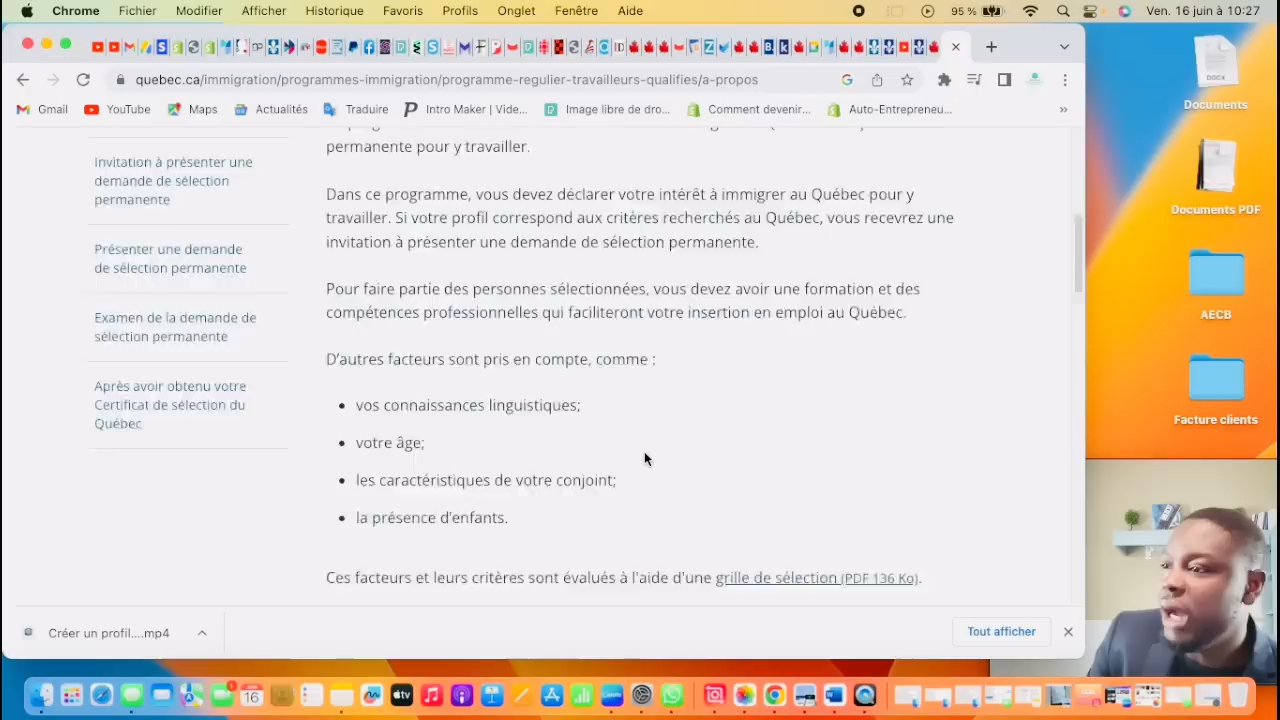 Chrome Fichier Modifier Afficher Historique Favoris Profils Onglet Fenêtre Aide 95 % Ven. 16 juin à 10:27
quebec.ca/immigration/programmes-immigration/programme-regulier-travailleurs-qualifies/a-propos
Gmail YouTube Maps Actualités Traduire Intro Maker | Vide... Image libre de dro... Comment devenir... Auto-Entrepreneu... »
permanente pour y travailler.
Invitation à présenter une
demande de sélection
permanente
Présenter une demande
de sélection permanente
Examen de la demande de
sélection permanente
Après avoir obtenu votre
Certificat de sélection du
Québec
Dans ce programme, vous devez déclarer votre intérêt à immigrer au Québec pour y
travailler. Si votre profil correspond aux critères recherchés au Québec, vous recevrez une
invitation à présenter une demande de sélection permanente.
Pour faire partie des personnes sélectionnées, vous devez avoir une formation et des
compétences professionnelles qui faciliteront votre insertion en emploi au Québec.
D'autres facteurs sont pris en compte, comme :
• vos connaissances linguistiques;
• votre âge;
• les caractéristiques de votre conjoint;
• la présence d'enfants.
Ces facteurs et leurs critères sont évalués à l'aide d'une grille de sélection (PDF 136 Ko).
Créer un profil....mp4
Tout afficher
DOCX
Documents
Documents PDF
AECB
Facture clients
16